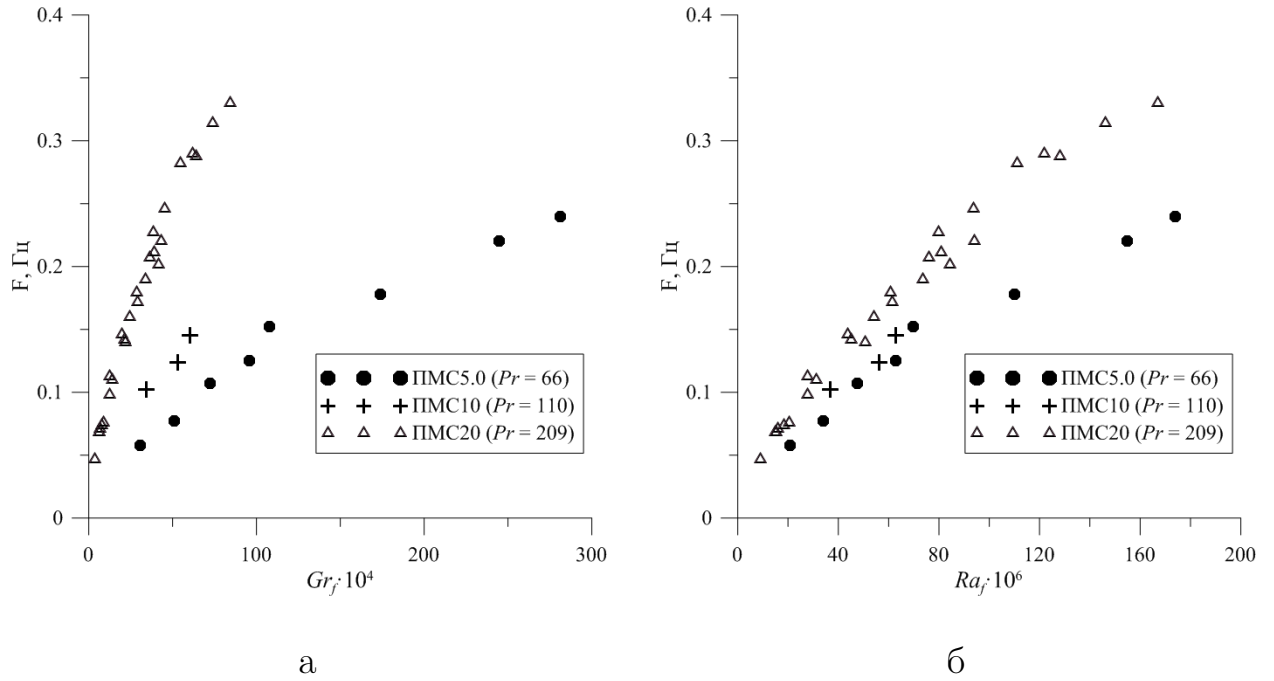 0.4
0.3
0.2
0.1
0
F, Гц
0 100 200 300
Gr_f·10⁴
ПМС5.0 (Pr = 66)
ПМС10 (Pr = 110)
ПМС20 (Pr = 209)
а
0.4
0.3
0.2
0.1
0
F, Гц
0 40 80 120 160 200
Ra_f·10⁶
ПМС5.0 (Pr = 66)
ПМС10 (Pr = 110)
ПМС20 (Pr = 209)
б